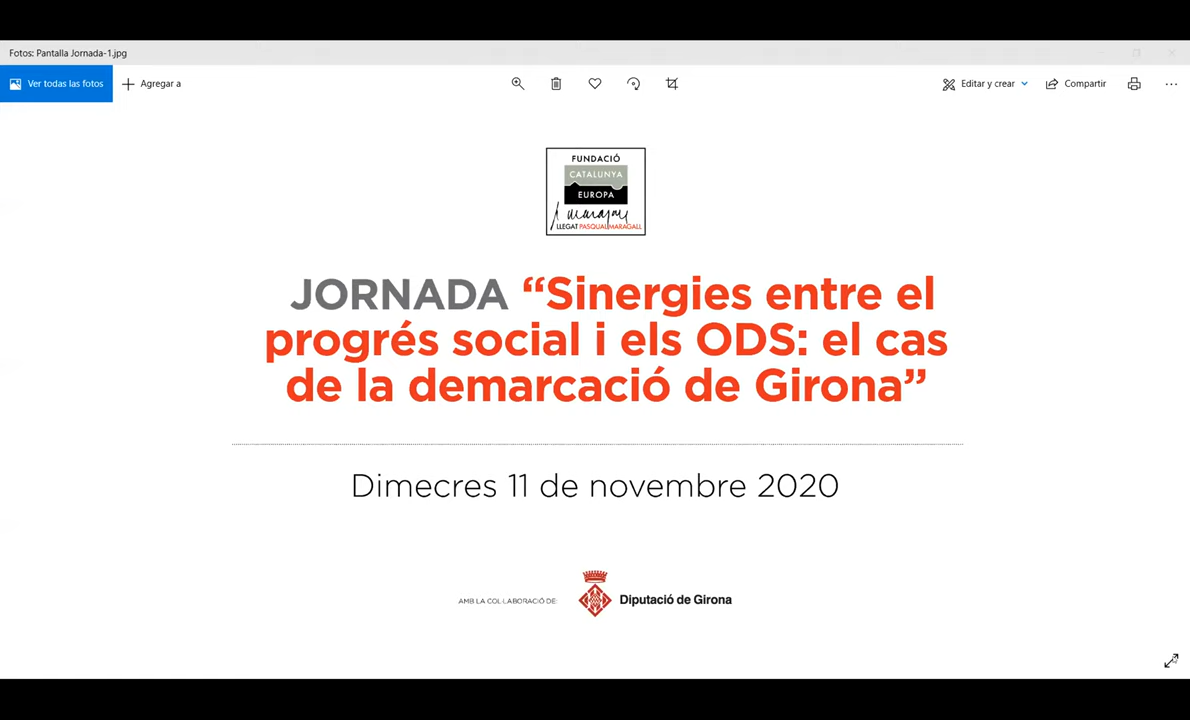 Fotos: Pantalla Jornada-1.jpg
Ver todas las fotos
Agregar a
Editar y crear
Compartir
FUNDACIÓ
CATALUNYA
EUROPA
LLEGAT PASQUAL MARAGALL
JORNADA “Sinergies entre el
progrés social i els ODS: el cas
de la demarcació de Girona”
Dimecres 11 de novembre 2020
AMB LA COL·LABORACIÓ DE:
Diputació de Girona